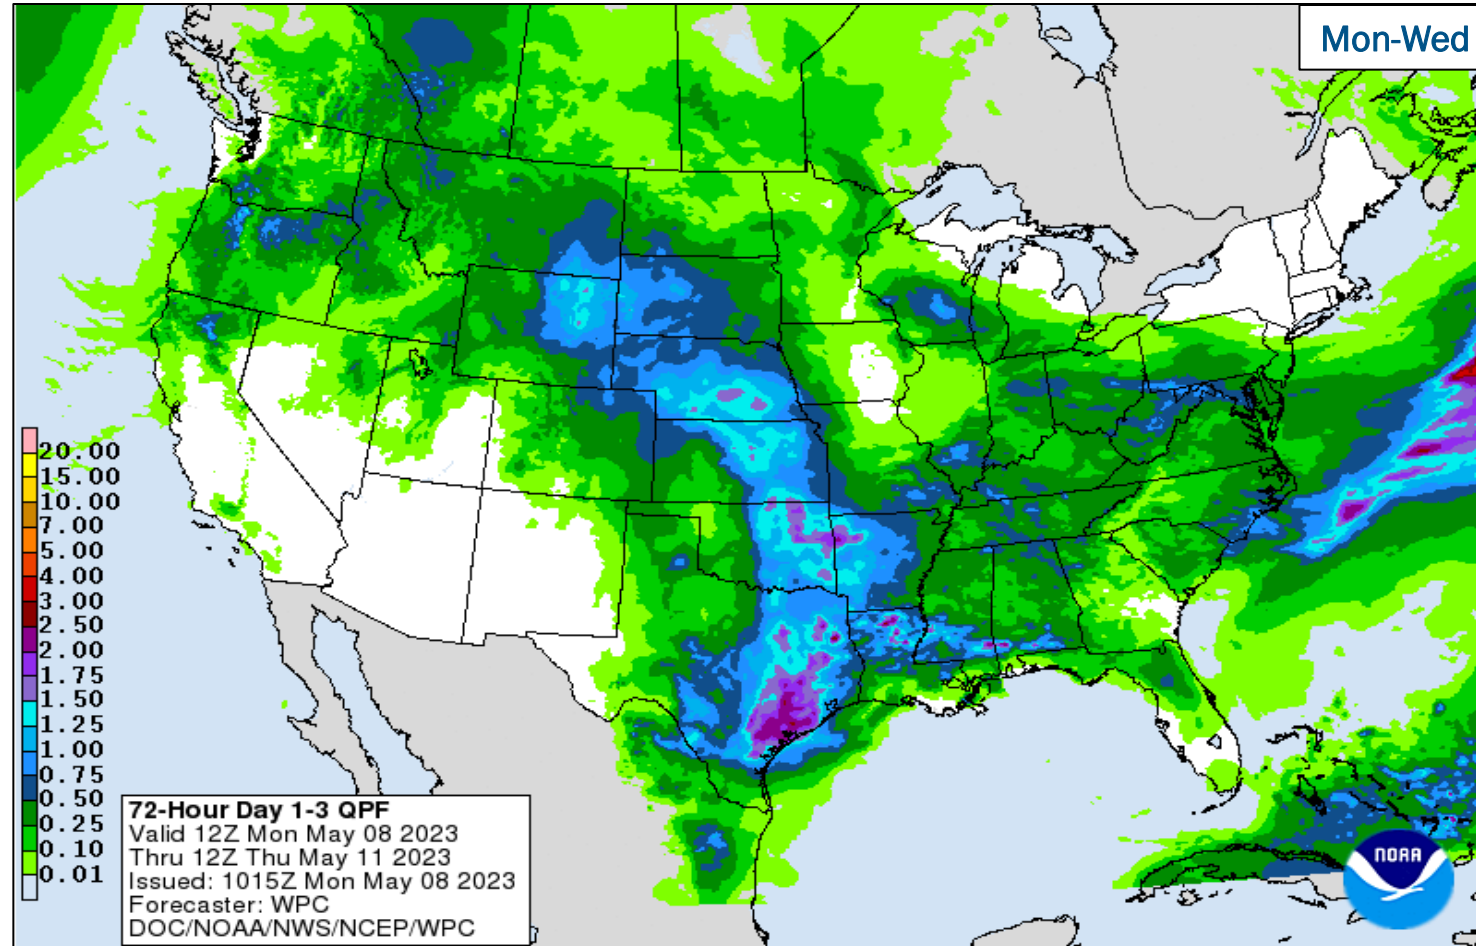 Mon-Wed
20.00
15.00
10.00
7.00
5.00
4.00
3.00
2.50
2.00
1.75
1.50
1.25
1.00
0.75
0.50
0.25
0.10
0.01
72-Hour Day 1-3 QPF
Valid 12Z Mon May 08 2023
Thru 12Z Thu May 11 2023
Issued: 1015Z Mon May 08 2023
Forecaster: WPC
DOC/NOAA/NWS/NCEP/WPC
NOAA